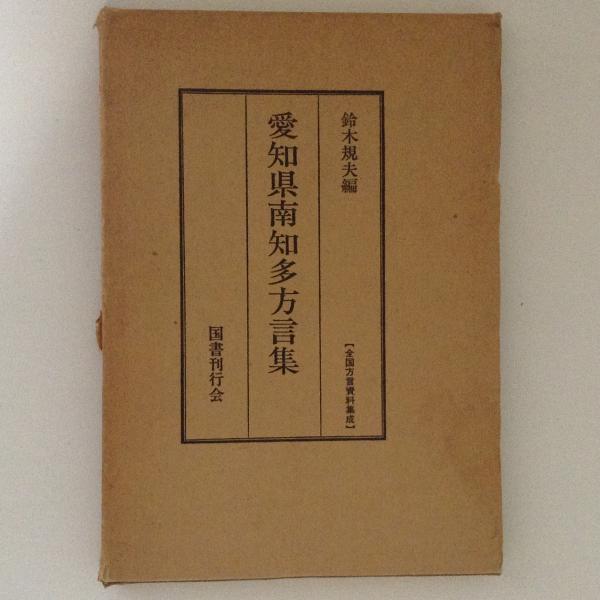 鈴木規夫編
【全国方言資料集成】
愛知県南知多方言集
国書刊行会